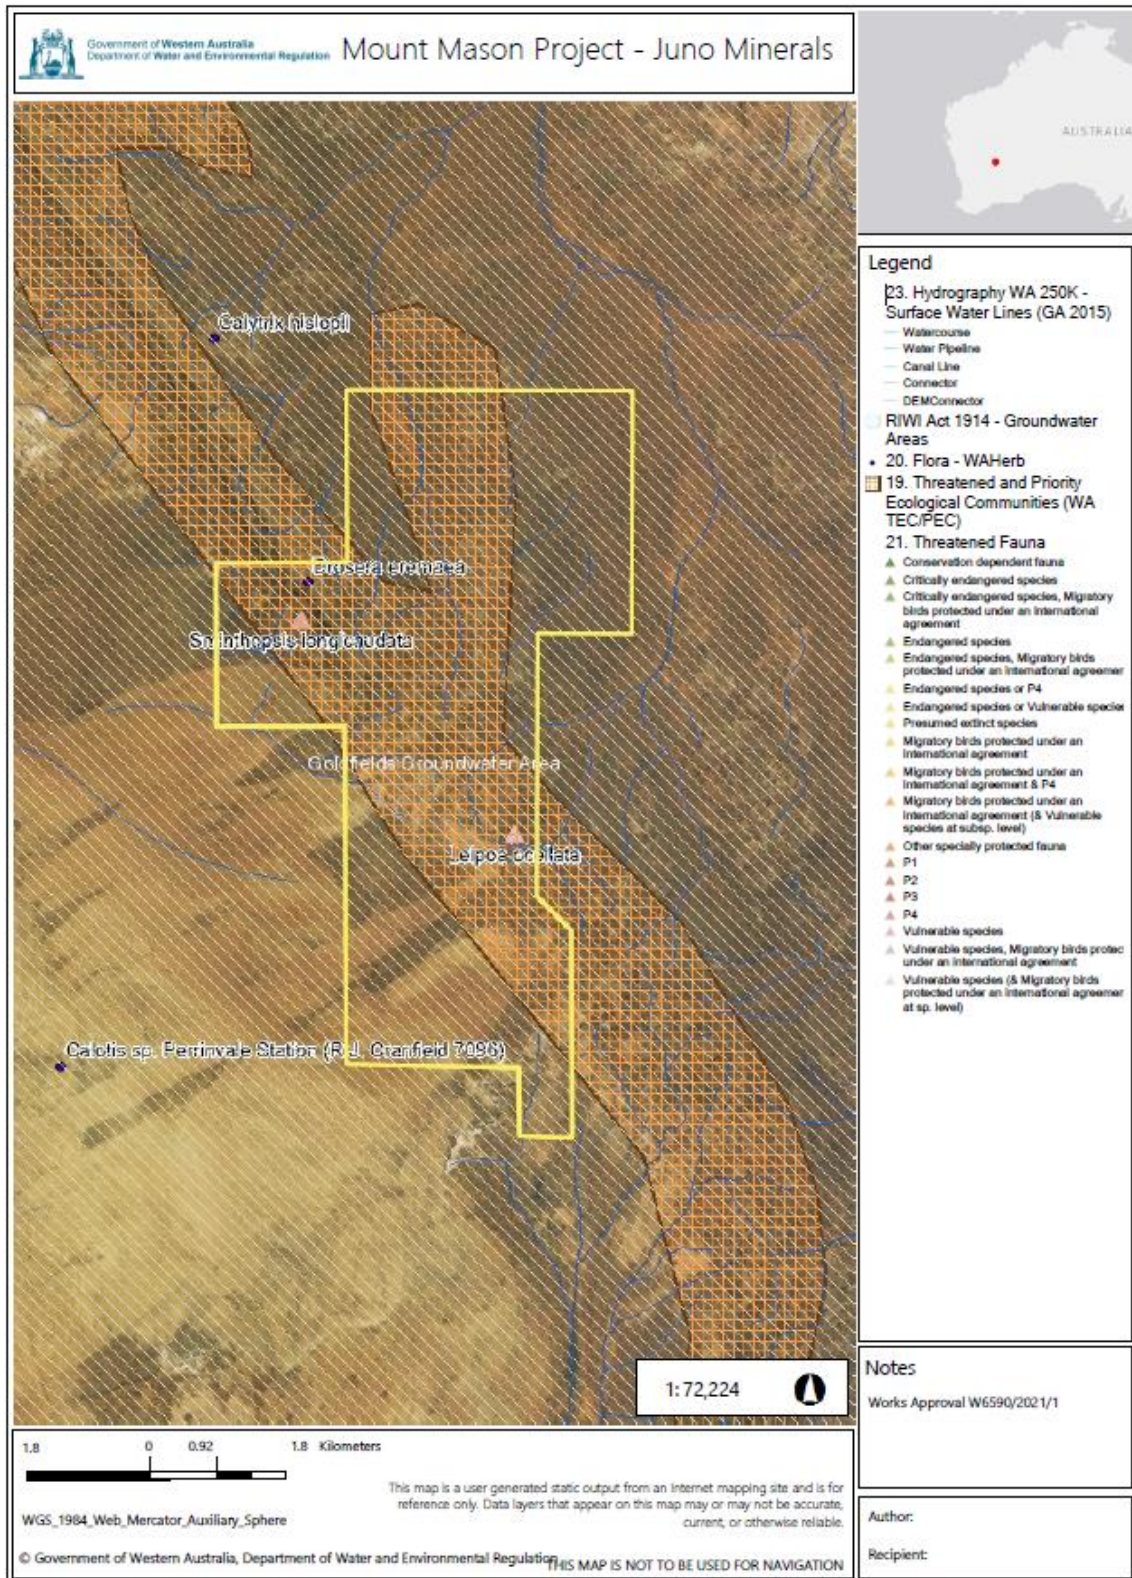 Government of Western Australia
Department of Water and Environmental Regulation
Mount Mason Project - Juno Minerals
AUSTRALIA
Calytrix hislopii
Drosera eremaea
Sminthopsis longicaudata
Goldfields Groundwater Area
Leipoa ocellata
Calotis sp. Perrinvale Station (R.J. Cranfield 7096)
1: 72,224
Legend
23. Hydrography WA 250K -
Surface Water Lines (GA 2015)
Watercourse
Water Pipeline
Canal Line
Connector
DEMConnector
RIWI Act 1914 - Groundwater
Areas
20. Flora - WAHerb
19. Threatened and Priority
Ecological Communities (WA
TEC/PEC)
21. Threatened Fauna
Conservation dependent fauna
Critically endangered species
Critically endangered species, Migratory
birds protected under an international
agreement
Endangered species
Endangered species, Migratory birds
protected under an international agreemer
Endangered species or P4
Endangered species or Vulnerable species
Presumed extinct species
Migratory birds protected under an
international agreement
Migratory birds protected under an
international agreement & P4
Migratory birds protected under an
international agreement (& Vulnerable
species at subsp. level)
Other specially protected fauna
P1
P2
P3
P4
Vulnerable species
Vulnerable species, Migratory birds protec
under an international agreement
Vulnerable species (& Migratory birds
protected under an international agreemer
at sp. level)
Notes
Works Approval W6590/2021/1
Author:
Recipient:
1.8 0 0.92 1.8 Kilometers
WGS_1984_Web_Mercator_Auxiliary_Sphere
© Government of Western Australia, Department of Water and Environmental Regulation
This map is a user generated static output from an Internet mapping site and is for
reference only. Data layers that appear on this map may or may not be accurate,
current, or otherwise reliable.
THIS MAP IS NOT TO BE USED FOR NAVIGATION